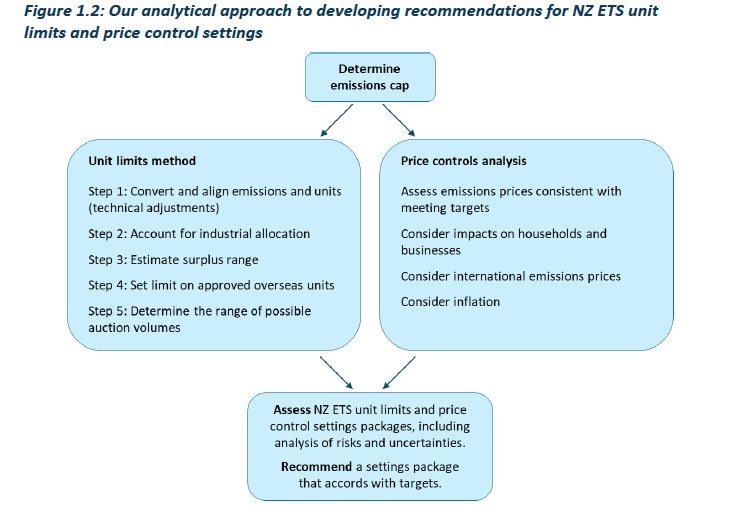 Figure 1.2: Our analytical approach to developing recommendations for NZ ETS unit
limits and price control settings
Determine
emissions cap
Unit limits method
Step 1: Convert and align emissions and units
(technical adjustments)
Step 2: Account for industrial allocation
Step 3: Estimate surplus range
Step 4: Set limit on approved overseas units
Step 5: Determine the range of possible
auction volumes
Price controls analysis
Assess emissions prices consistent with
meeting targets
Consider impacts on households and
businesses
Consider international emissions prices
Consider inflation
Assess NZ ETS unit limits and price
control settings packages, including
analysis of risks and uncertainties.
Recommend a settings package
that accords with targets.